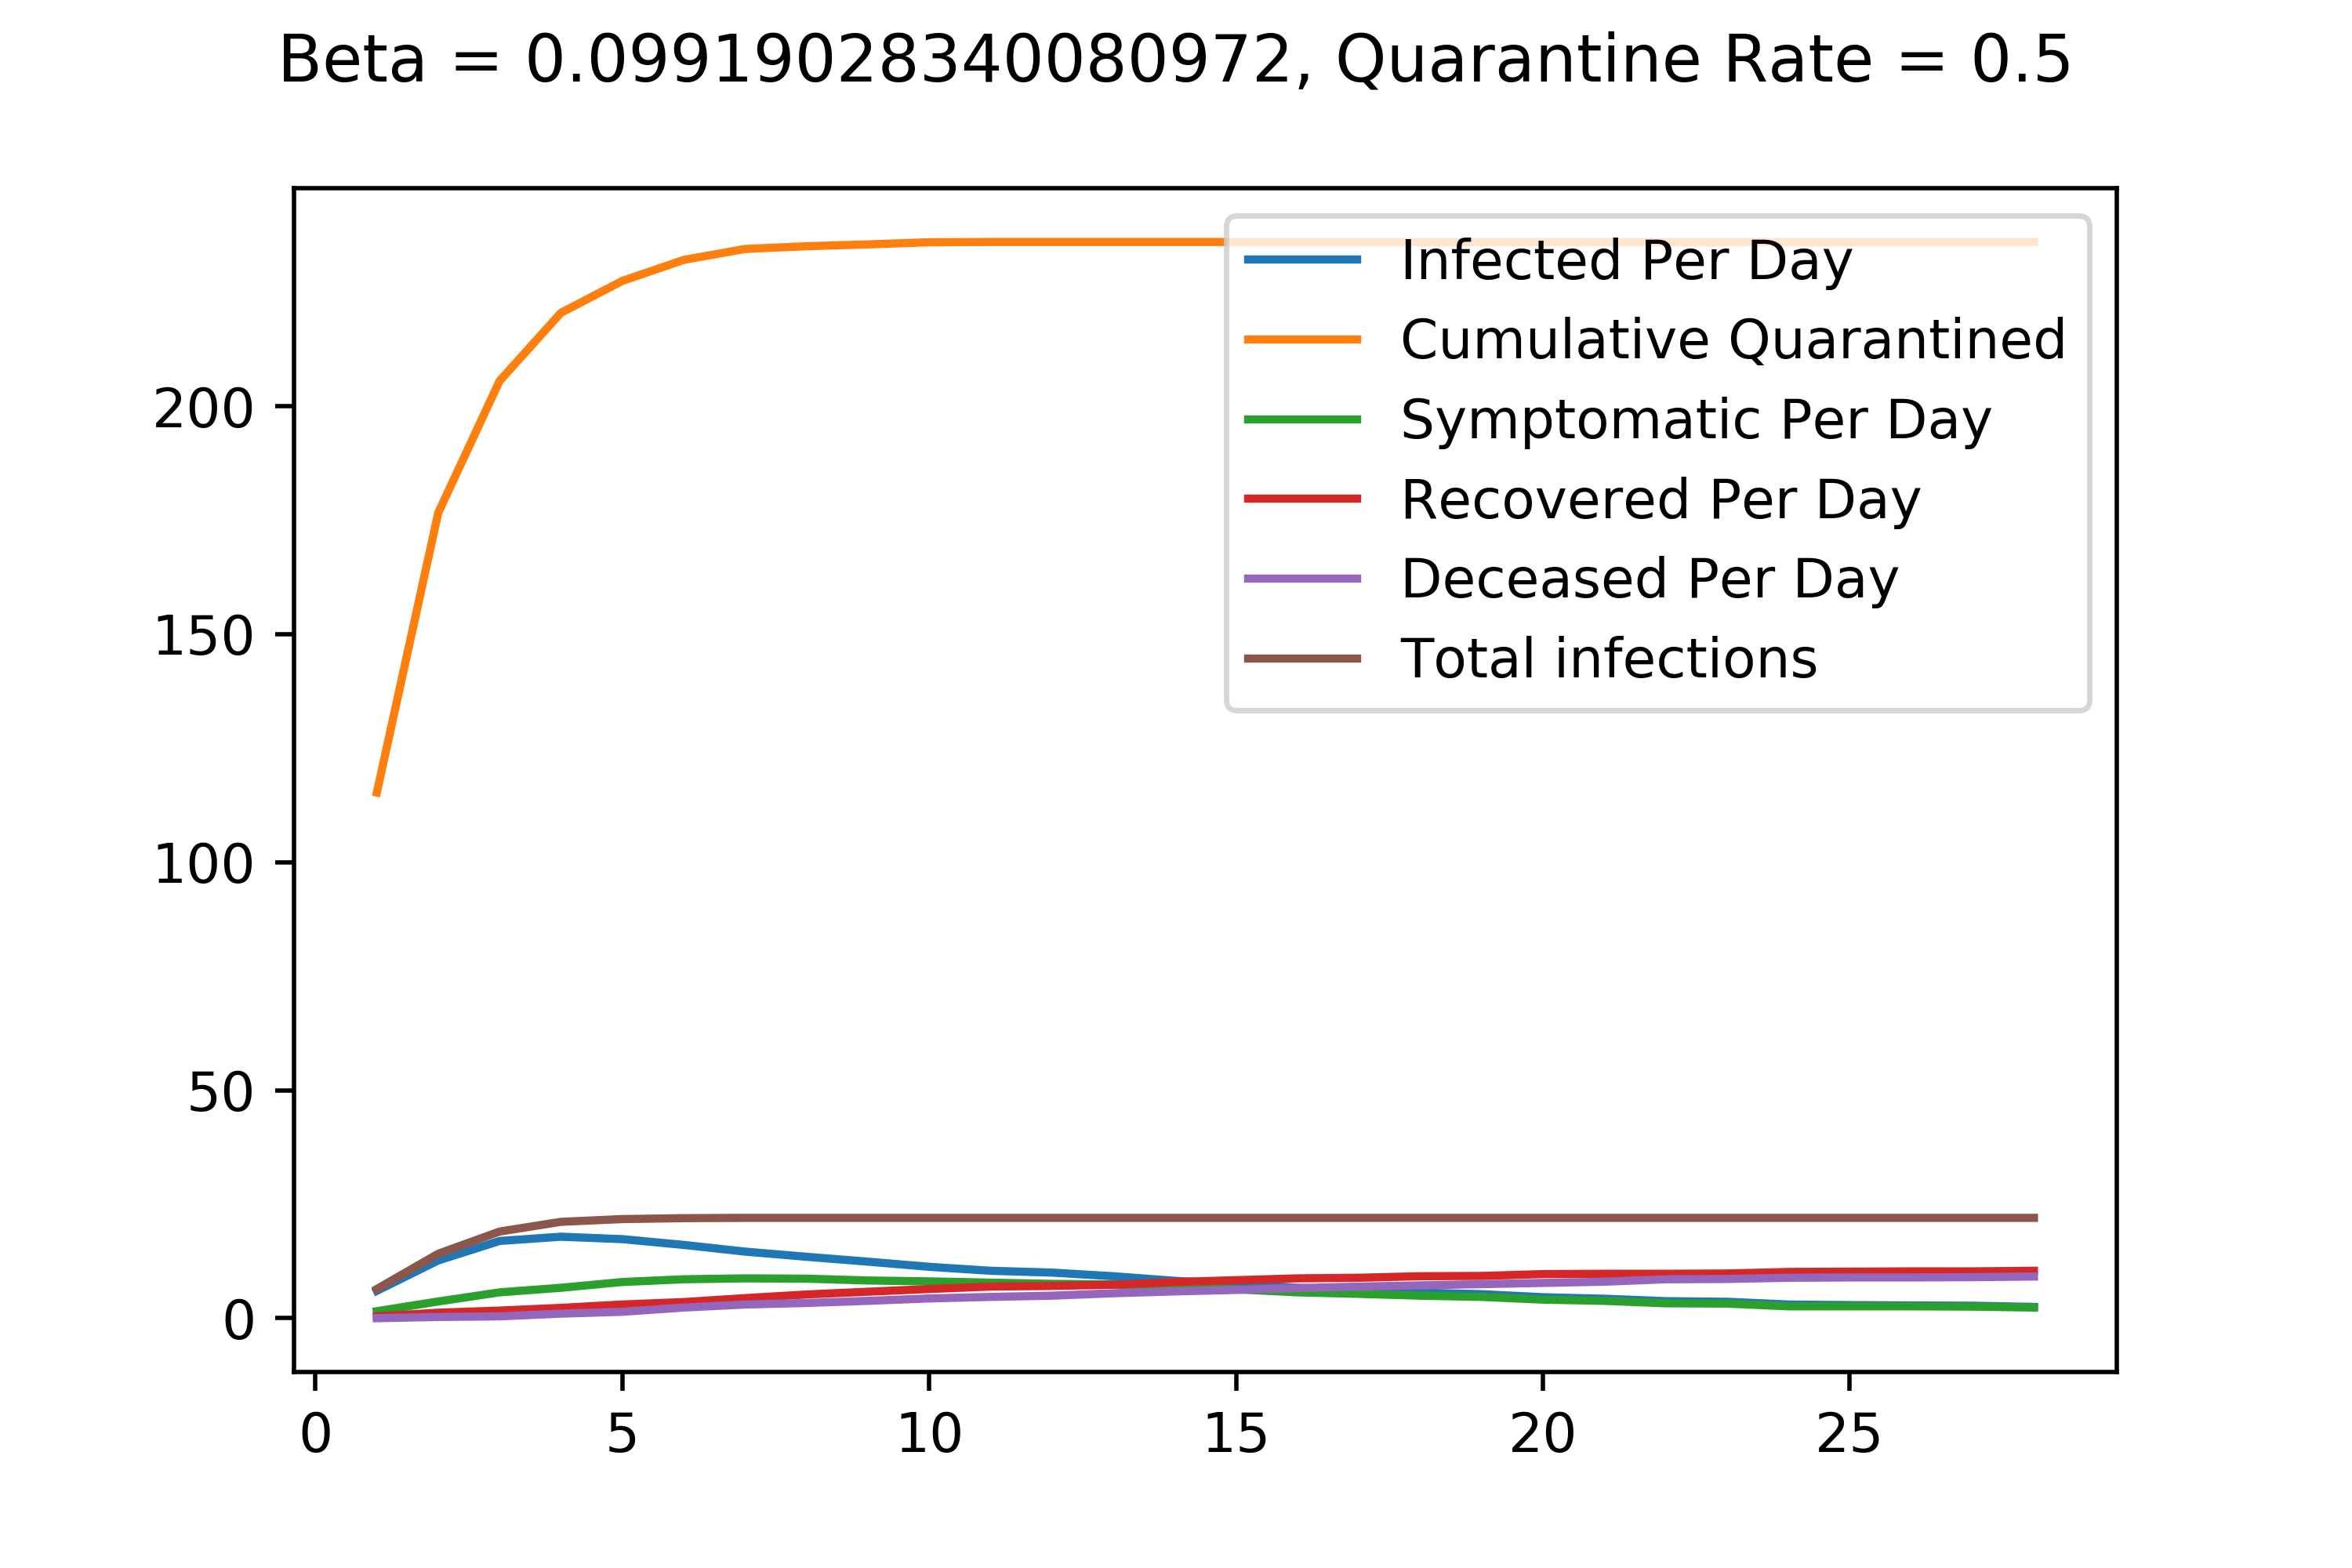 Beta = 0.09919028340080972, Quarantine Rate = 0.5
Infected Per Day
Cumulative Quarantined
Symptomatic Per Day
Recovered Per Day
Deceased Per Day
Total infections
200
150
100
50
0
0 5 10 15 20 25